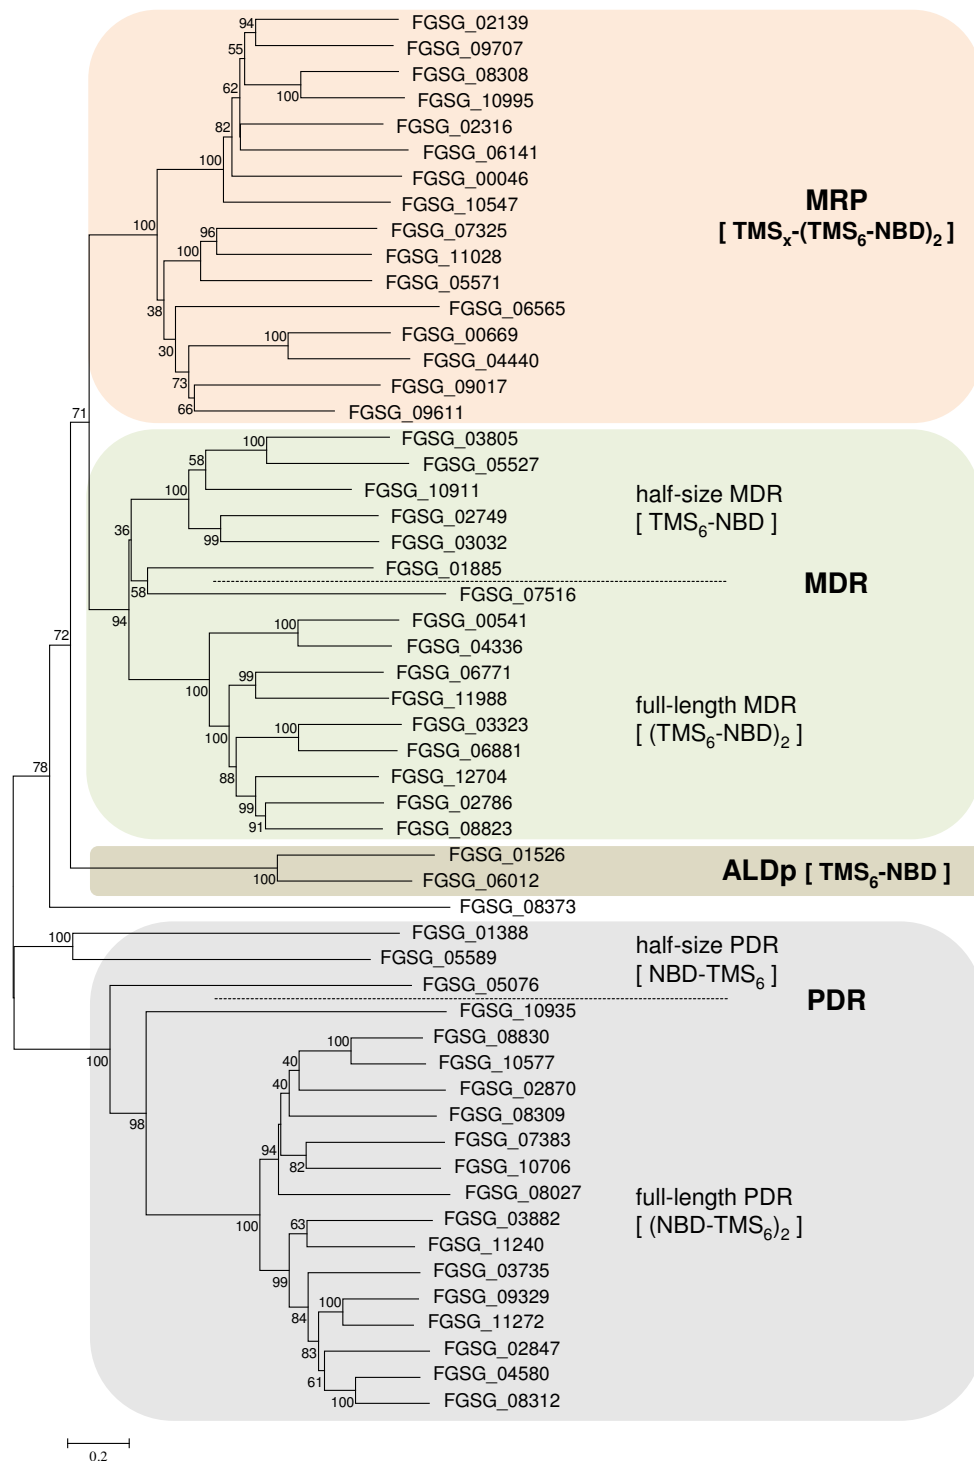 94
FGSG_02139
FGSG_09707
55
FGSG_08308
100
FGSG_10995
62
FGSG_02316
82
FGSG_06141
100
FGSG_00046
FGSG_10547
MRP
[ TMSx-(TMS6-NBD)2 ]
100
96
FGSG_07325
100
FGSG_11028
FGSG_05571
38
FGSG_06565
100
FGSG_00669
30
FGSG_04440
73
FGSG_09017
66
FGSG_09611
71
100
FGSG_03805
58
FGSG_05527
100
FGSG_10911
half-size MDR
[ TMS6-NBD ]
FGSG_02749
99
FGSG_03032
36
FGSG_01885
58
FGSG_07516
MDR
94
100
FGSG_00541
FGSG_04336
100
99
FGSG_06771
FGSG_11988
full-length MDR
[ (TMS6-NBD)2 ]
100
100
FGSG_03323
FGSG_06881
88
FGSG_12704
99
FGSG_02786
91
FGSG_08823
72
78
FGSG_01526
100
FGSG_06012
ALDp [ TMS6-NBD ]
FGSG_08373
100
FGSG_01388
FGSG_05589
half-size PDR
[ NBD-TMS6 ]
FGSG_05076
PDR
100
FGSG_10935
98
100
FGSG_08830
40
FGSG_10577
40
FGSG_02870
FGSG_08309
94
FGSG_07383
82
FGSG_10706
FGSG_08027
full-length PDR
[ (NBD-TMS6)2 ]
100
63
FGSG_03882
FGSG_11240
99
FGSG_03735
84
100
FGSG_09329
FGSG_11272
83
FGSG_02847
61
FGSG_04580
100
FGSG_08312
0.2